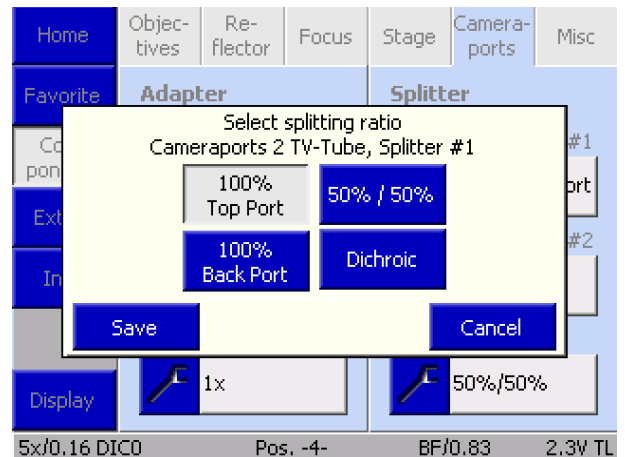 Home
Objec-
tives
Re-
flector
Focus
Stage
Camera-
ports
Misc
Favorite
Adapter
Splitter
Select splitting ratio
Cameraports 2 TV-Tube, Splitter #1
#1
100%
Top Port
50% / 50%
100%
Back Port
Dichroic
#2
Save
Cancel
Display
1x
50%/50%
5x/0.16 DIC0
Pos. -4-
BF/0.83
2.3V TL